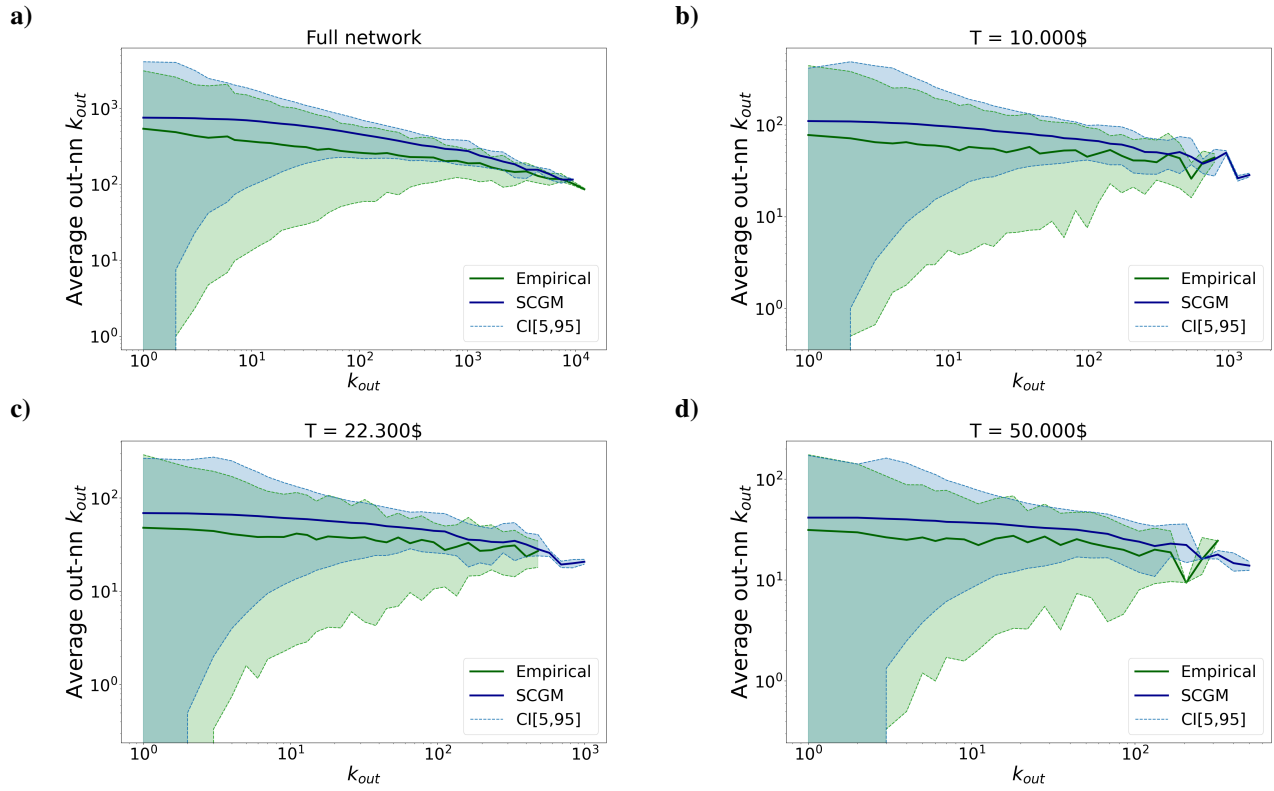 a)
Full network
Average out-nn k_out
10^3
10^2
10^1
10^0
10^0 10^1 10^2 10^3 10^4
k_out
Empirical
SCGM
CI[5,95]
b)
T = 10.000$
Average out-nn k_out
10^2
10^1
10^0
10^0 10^1 10^2 10^3
k_out
Empirical
SCGM
CI[5,95]
c)
T = 22.300$
Average out-nn k_out
10^2
10^1
10^0
10^0 10^1 10^2 10^3
k_out
Empirical
SCGM
CI[5,95]
d)
T = 50.000$
Average out-nn k_out
10^2
10^1
10^0
10^0 10^1 10^2
k_out
Empirical
SCGM
CI[5,95]